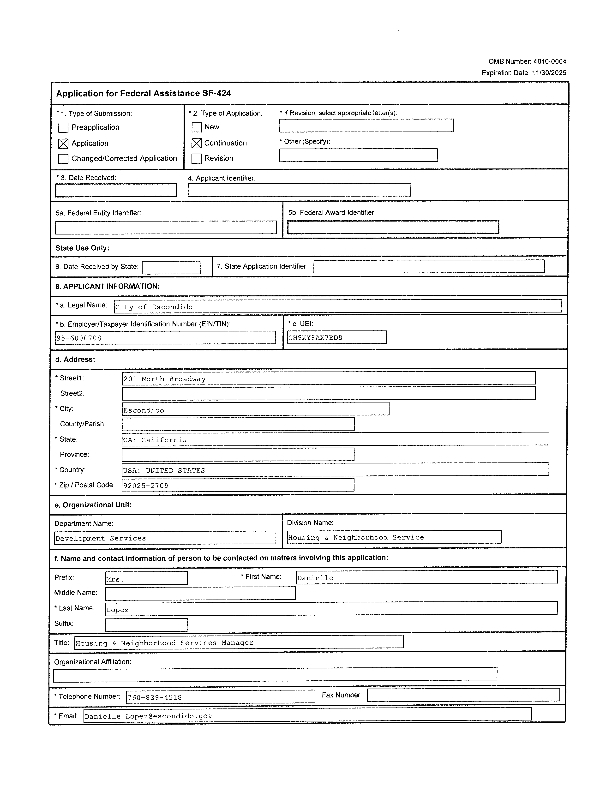 OMB Number: 4040-0004
Expiration Date: 11/30/2025
Application for Federal Assistance SF-424
* 1. Type of Submission:
Preapplication
Application
Changed/Corrected Application
* 2. Type of Application:
New
Continuation
Revision
* If Revision, select appropriate letter(s):
* Other (Specify):
* 3. Date Received:
4. Applicant Identifier:
5a. Federal Entity Identifier:
5b. Federal Award Identifier:
State Use Only:
6. Date Received by State:
7. State Application Identifier:
8. APPLICANT INFORMATION:
* a. Legal Name: City of Escondido
* b. Employer/Taxpayer Identification Number (EIN/TIN):
* c. UEI:
d. Address:
* Street1: 201 North Broadway
Street2:
* City: Escondido
County/Parish:
* State: CA: California
Province:
* Country: USA: UNITED STATES
* Zip / Postal Code: 92025-2709
e. Organizational Unit:
Department Name:
Division Name:
Development Services
Housing & Neighborhood Service
f. Name and contact information of person to be contacted on matters involving this application:
Prefix: Mrs.
* First Name: Danielle
Middle Name:
* Last Name: Lopez
Suffix:
Title: Housing & Neighborhood Services Manager
Organizational Affiliation:
* Telephone Number: 760-839-4518
Fax Number:
* Email: Danielle.Lopez@escondido.gov